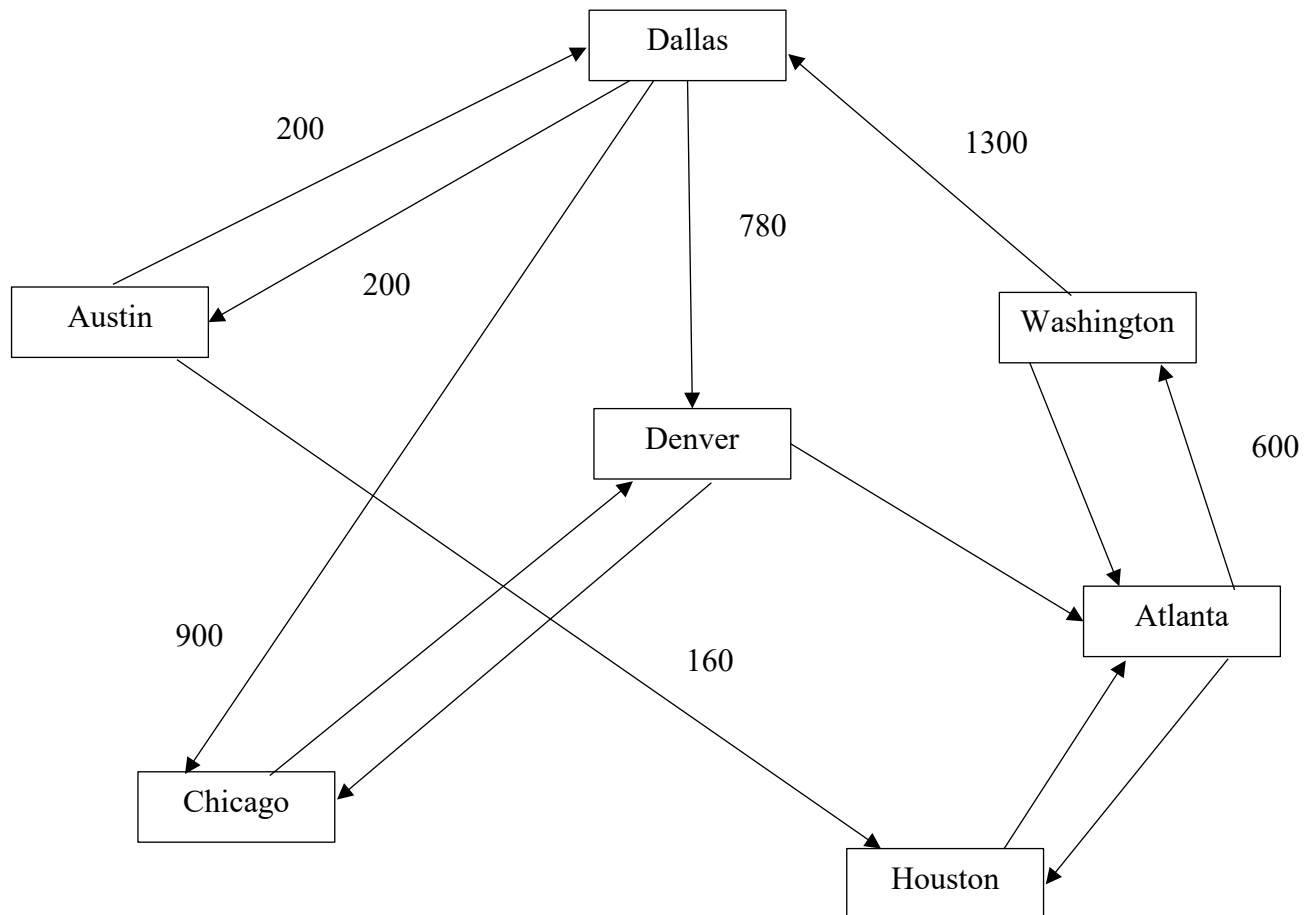 Dallas
200
1300
780
200
Austin
Washington
Denver
600
Atlanta
900
160
Chicago
Houston